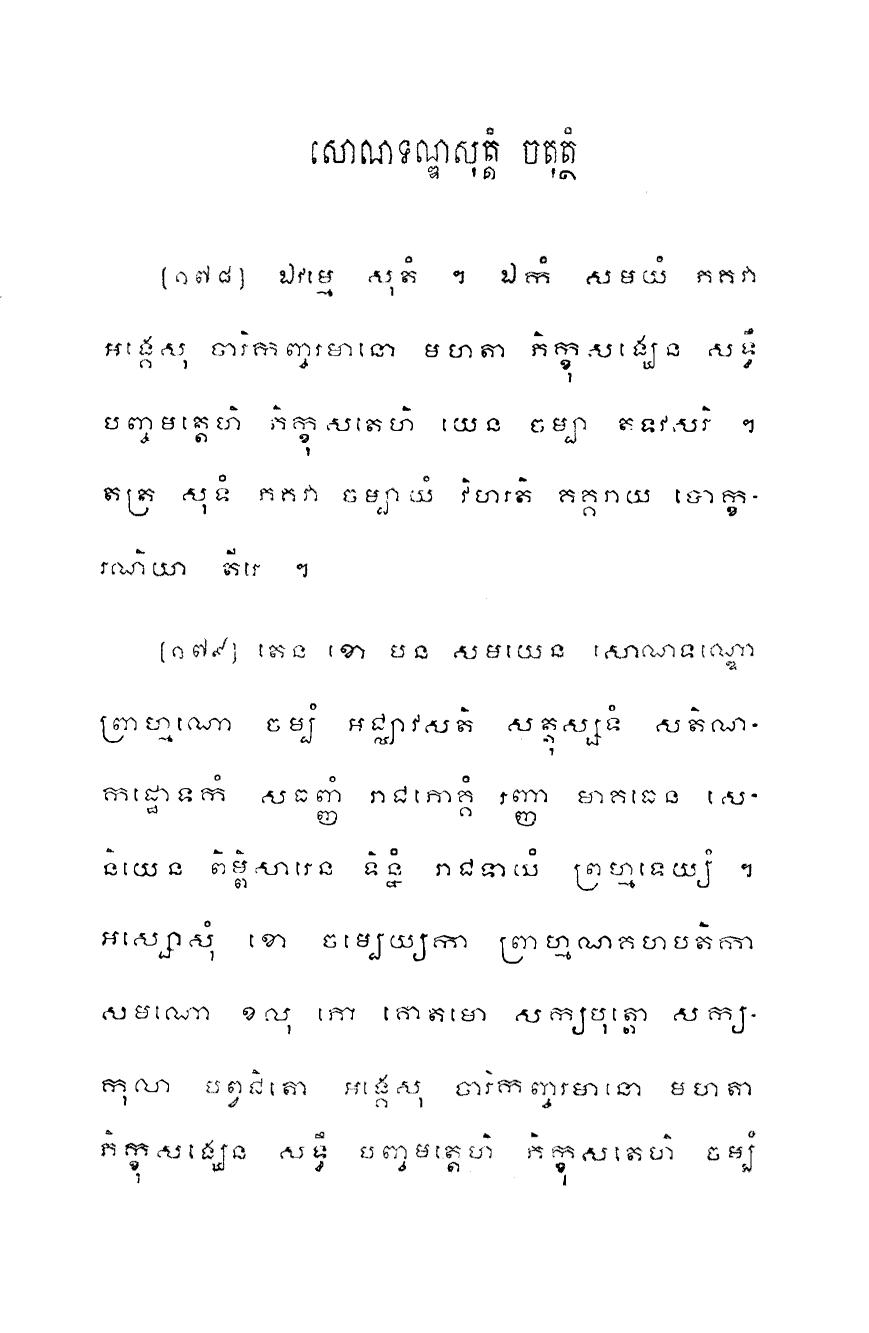 សោណទណ្ឌសុត្តំ ចតុត្ថំ
[១៧៨] ឯវម្មេ សុតំ ។ ឯកំ សមយំ ភគវា
អង្គេសុ ចារិកញ្ចរមានោ មហតា ភិក្ខុសង្ឃេន សទ្ធឹ
បញ្ចមត្តេហិ ភិក្ខុសតេហិ យេន ចម្បា តទវសរិ ។
តត្រ សុទំ ភគវា ចម្បាយំ វិហរតិ គគ្គរាយ បោក្ខ-
រណិយា តីរេ ។
[១៧៩] តេន ខោ បន សមយេន សោណទណ្ឌោ
ព្រាហ្មណោ ចម្បំ អជ្ឈាវសតិ សត្តុស្សទំ សតិណ-
កដ្ឋោទកំ សធញ្ញំ រាជភោគ្គំ រញ្ញា មាគធេន សេ-
និយេន ពិម្ពិសារេន ទិន្នំ រាជទាយំ ព្រហ្មទេយ្យំ ។
អស្សោសុំ ខោ ចម្បេយ្យកា ព្រាហ្មណគហបតិកា
សមណោ ខលុ ភោ គោតមោ សក្យបុត្តោ សក្យ-
កុលា បព្វជិតោ អង្គេសុ ចារិកញ្ចរមានោ មហតា
ភិក្ខុសង្ឃេន សទ្ធឹ បញ្ចមត្តេហិ ភិក្ខុសតេហិ ចម្បំ